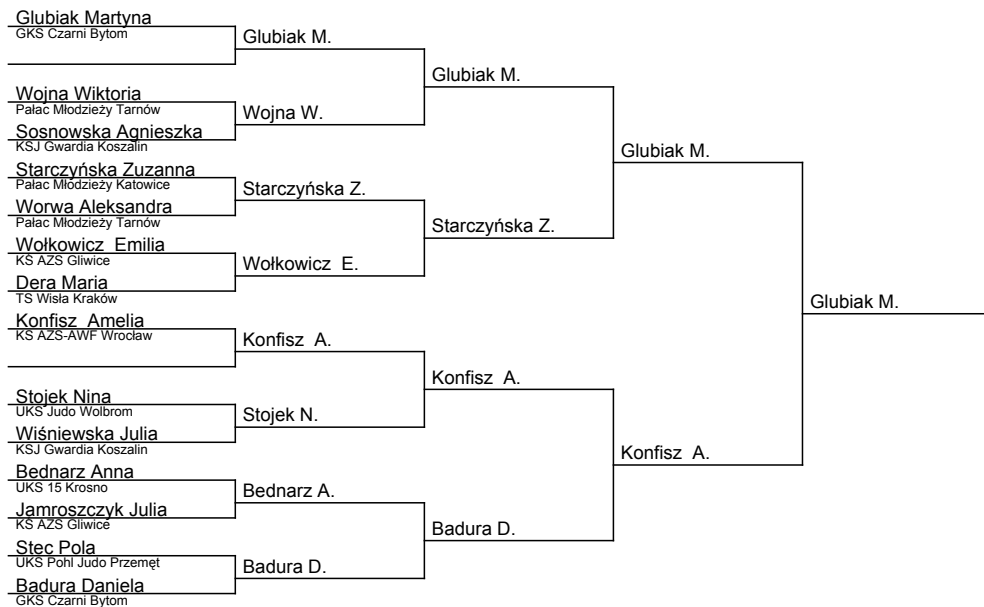 Glubiak Martyna
GKS Czarni Bytom
Wojna Wiktoria
Pałac Młodzieży Tarnów
Sosnowska Agnieszka
KSJ Gwardia Koszalin
Starczyńska Zuzanna
Pałac Młodzieży Katowice
Worwa Aleksandra
Pałac Młodzieży Tarnów
Wołkowicz  Emilia
KS AZS Gliwice
Dera Maria
TS Wisła Kraków
Konfisz  Amelia
KS AZS-AWF Wrocław
Stojek Nina
UKS Judo Wolbrom
Wiśniewska Julia
KSJ Gwardia Koszalin
Bednarz Anna
UKS 15 Krosno
Jamroszczyk Julia
KS AZS Gliwice
Stec Pola
UKS Pohl Judo Przemęt
Badura Daniela
GKS Czarni Bytom
Glubiak M.
Wojna W.
Starczyńska Z.
Wołkowicz  E.
Konfisz  A.
Stojek N.
Bednarz A.
Badura D.
Glubiak M.
Starczyńska Z.
Konfisz  A.
Badura D.
Glubiak M.
Konfisz  A.
Glubiak M.